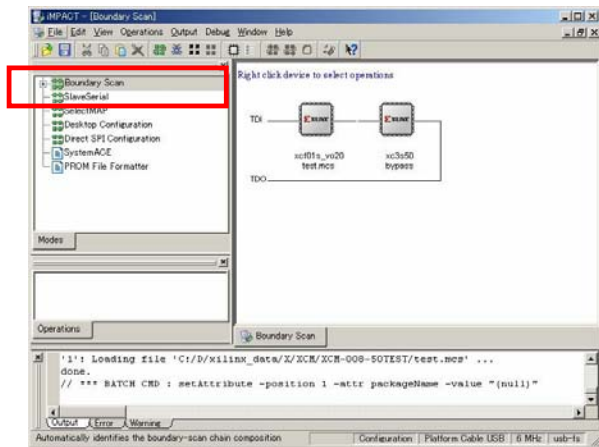 iMPACT - [Boundary Scan]
File Edit View Operations Output Debug Window Help
Boundary Scan
SlaveSerial
SelectMAP
Desktop Configuration
Direct SPI Configuration
SystemACE
PROM File Formatter
Modes
Operations
Right click device to select operations
TDI
XILINX
XILINX
xcf01s_vo20
test.mcs
xc3s50
bypass
TDO
Boundary Scan
'1': Loading file 'C:/D/xilinx_data/X/XCM/XCM-008-50TEST/test.mcs' ...
done.
// *** BATCH CMD : setAttribute -position 1 -attr packageName -value "(null)"
Output Error Warning
Automatically identifies the boundary-scan chain composition
Configuration Platform Cable USB 6 MHz usb-fs